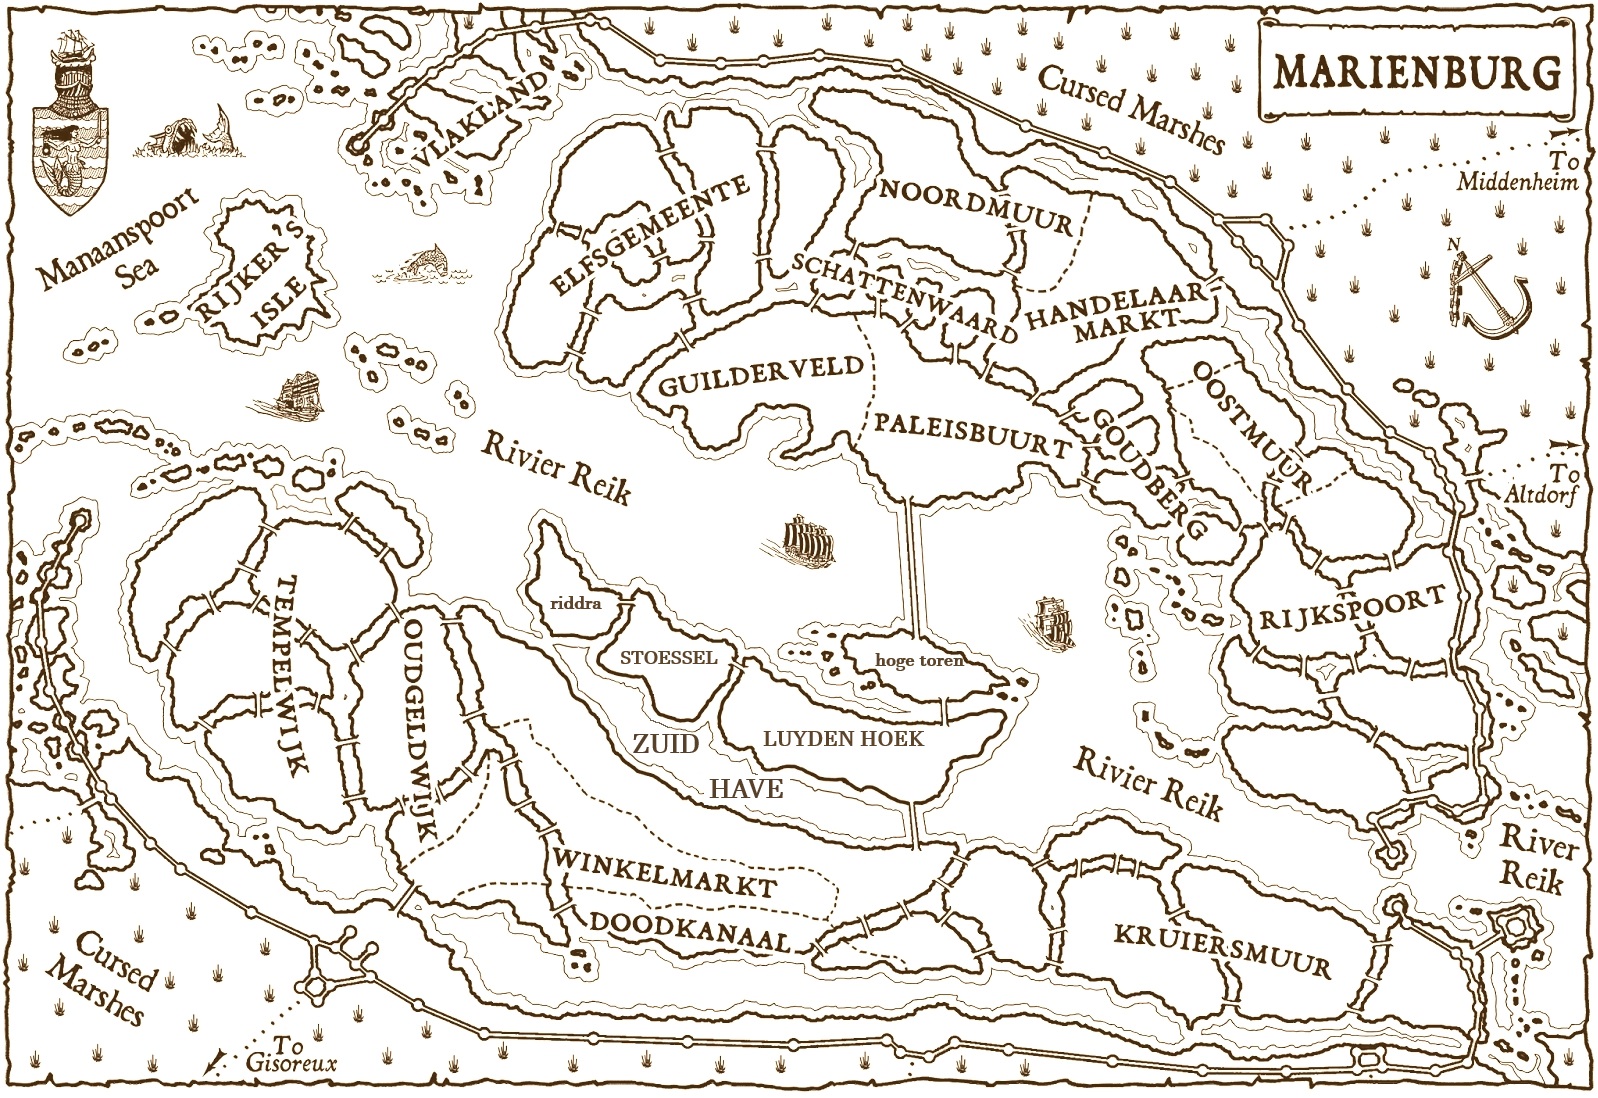 MARIENBURG
Cursed Marshes
To
Middenheim
VLAKLAND
Manaanspoort
Sea
RIJKER'S
ISLE
ELFSGEMEENTE
NOORDMUUR
SCHATTENWAARD
HANDELAAR
MARKT
N
GUILDERVELD
PALEISBUURT
OOSTMUUR
GOUDBERG
To
Altdorf
Rivier Reik
RIJKSPOORT
TEMPELWIJK
OUDGELDWIJK
riddra
STOESSEL
hoge toren
LUYDEN HOEK
ZUID
HAVE
Rivier Reik
River
Reik
WINKELMARKT
DOODKANAAL
KRUIERSMUUR
Cursed
Marshes
To
Gisoreux